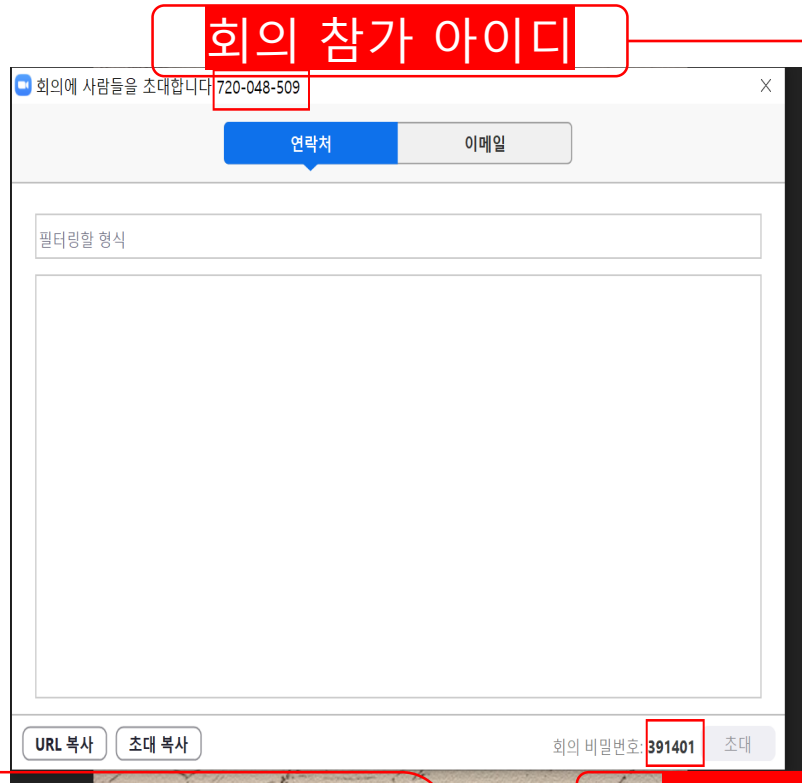 회의 참가 아이디
회의에 사람들을 초대합니다 720-048-509
연락처
이메일
필터링할 형식
URL 복사
초대 복사
회의 비밀번호: 391401
초대